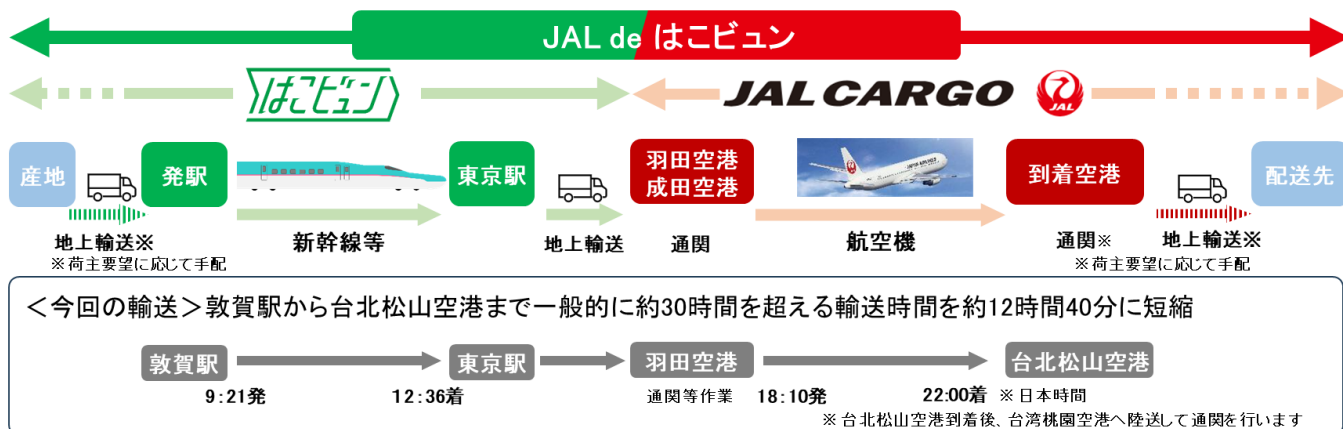 JAL de はこビュン
はこビュン
JAL CARGO
JAL
産地
発駅
東京駅
羽田空港
成田空港
到着空港
配送先
地上輸送※
※荷主要望に応じて手配
新幹線等
地上輸送
通関
航空機
通関※
※荷主要望に応じて手配
地上輸送※
＜今回の輸送＞敦賀駅から台北松山空港まで一般的に約30時間を超える輸送時間を約12時間40分に短縮
敦賀駅
東京駅
羽田空港
台北松山空港
9:21発
12:36着
通関等作業
18:10発
22:00着
※日本時間
※台北松山空港到着後、台湾桃園空港へ陸送して通関を行います